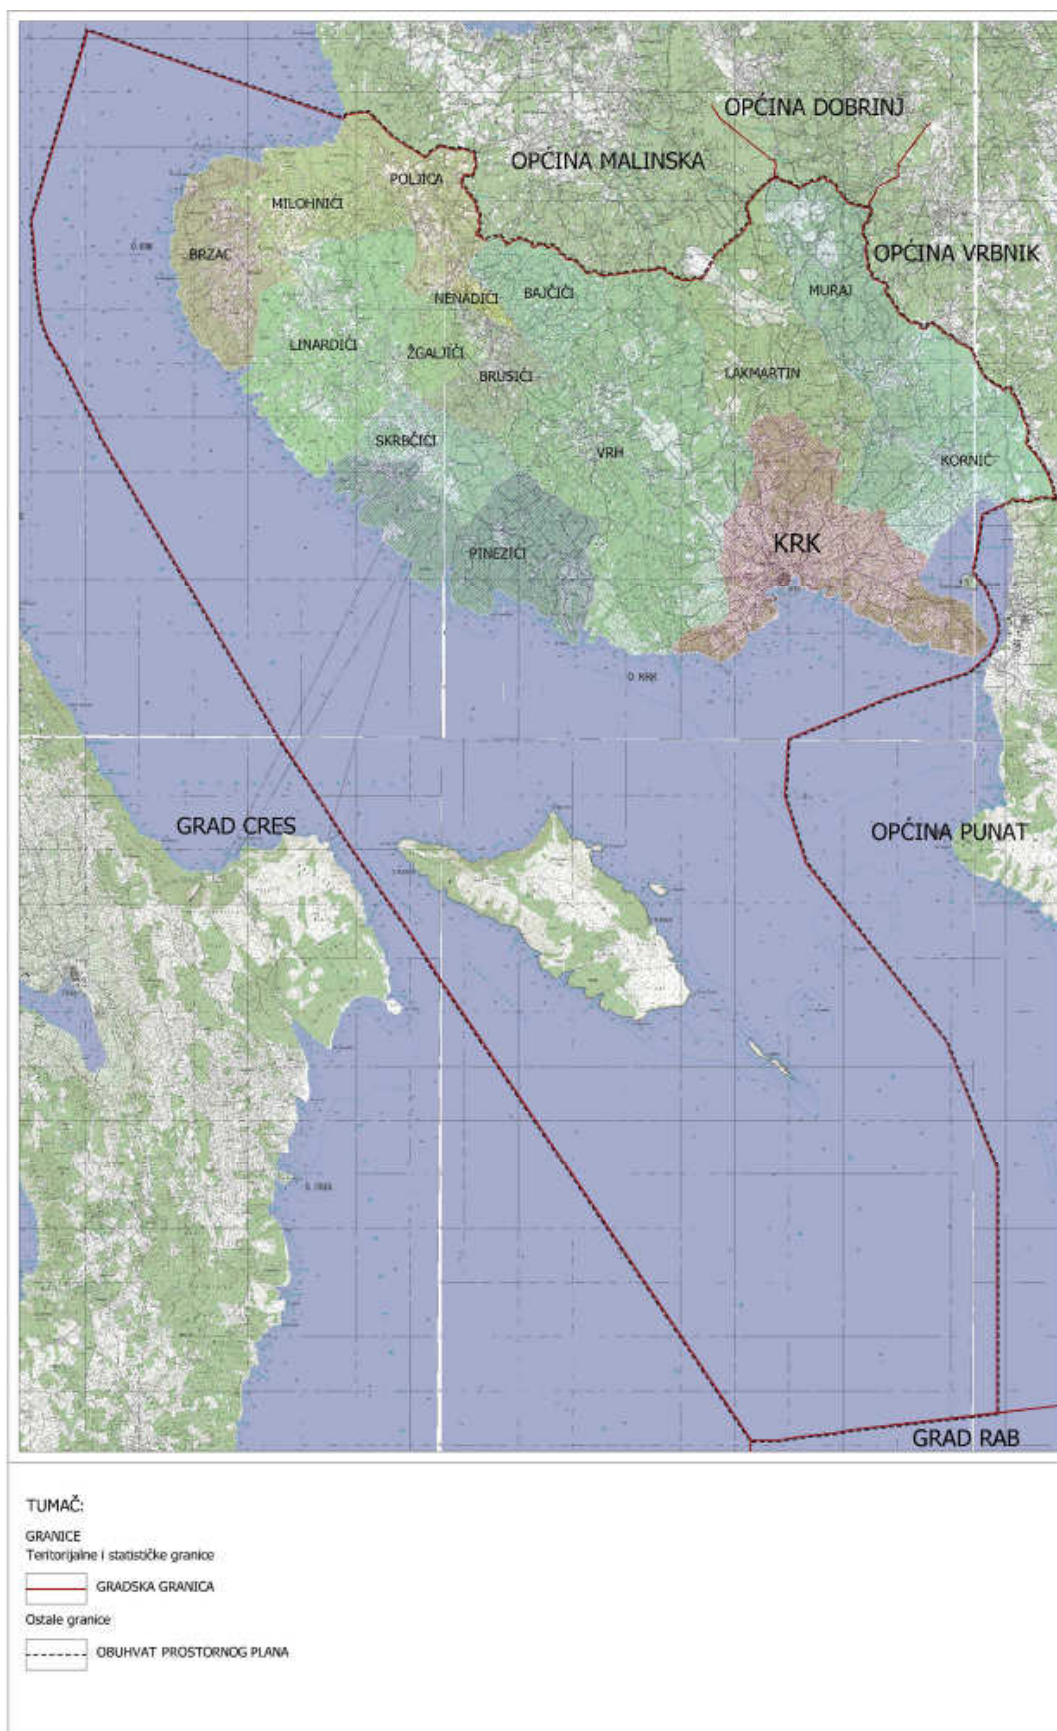 OPĆINA DOBRINJ
OPĆINA MALINSKA
POLJICA
MILOHNIĆI
BRZAC
OPĆINA VRBNIK
MURAJ
BAJČIĆI
NENADIĆI
LINARDIĆI
ŽGALJIĆI
BRUSIĆI
LAKMARTIN
SKRBČIĆI
VRH
KORNIĆ
KRK
PINEZIĆI
O. KRK
GRAD CRES
OPĆINA PUNAT
GRAD RAB
TUMAČ:
GRANICE
Teritorijalne i statističke granice
GRADSKA GRANICA
Ostale granice
OBUHVAT PROSTORNOG PLANA